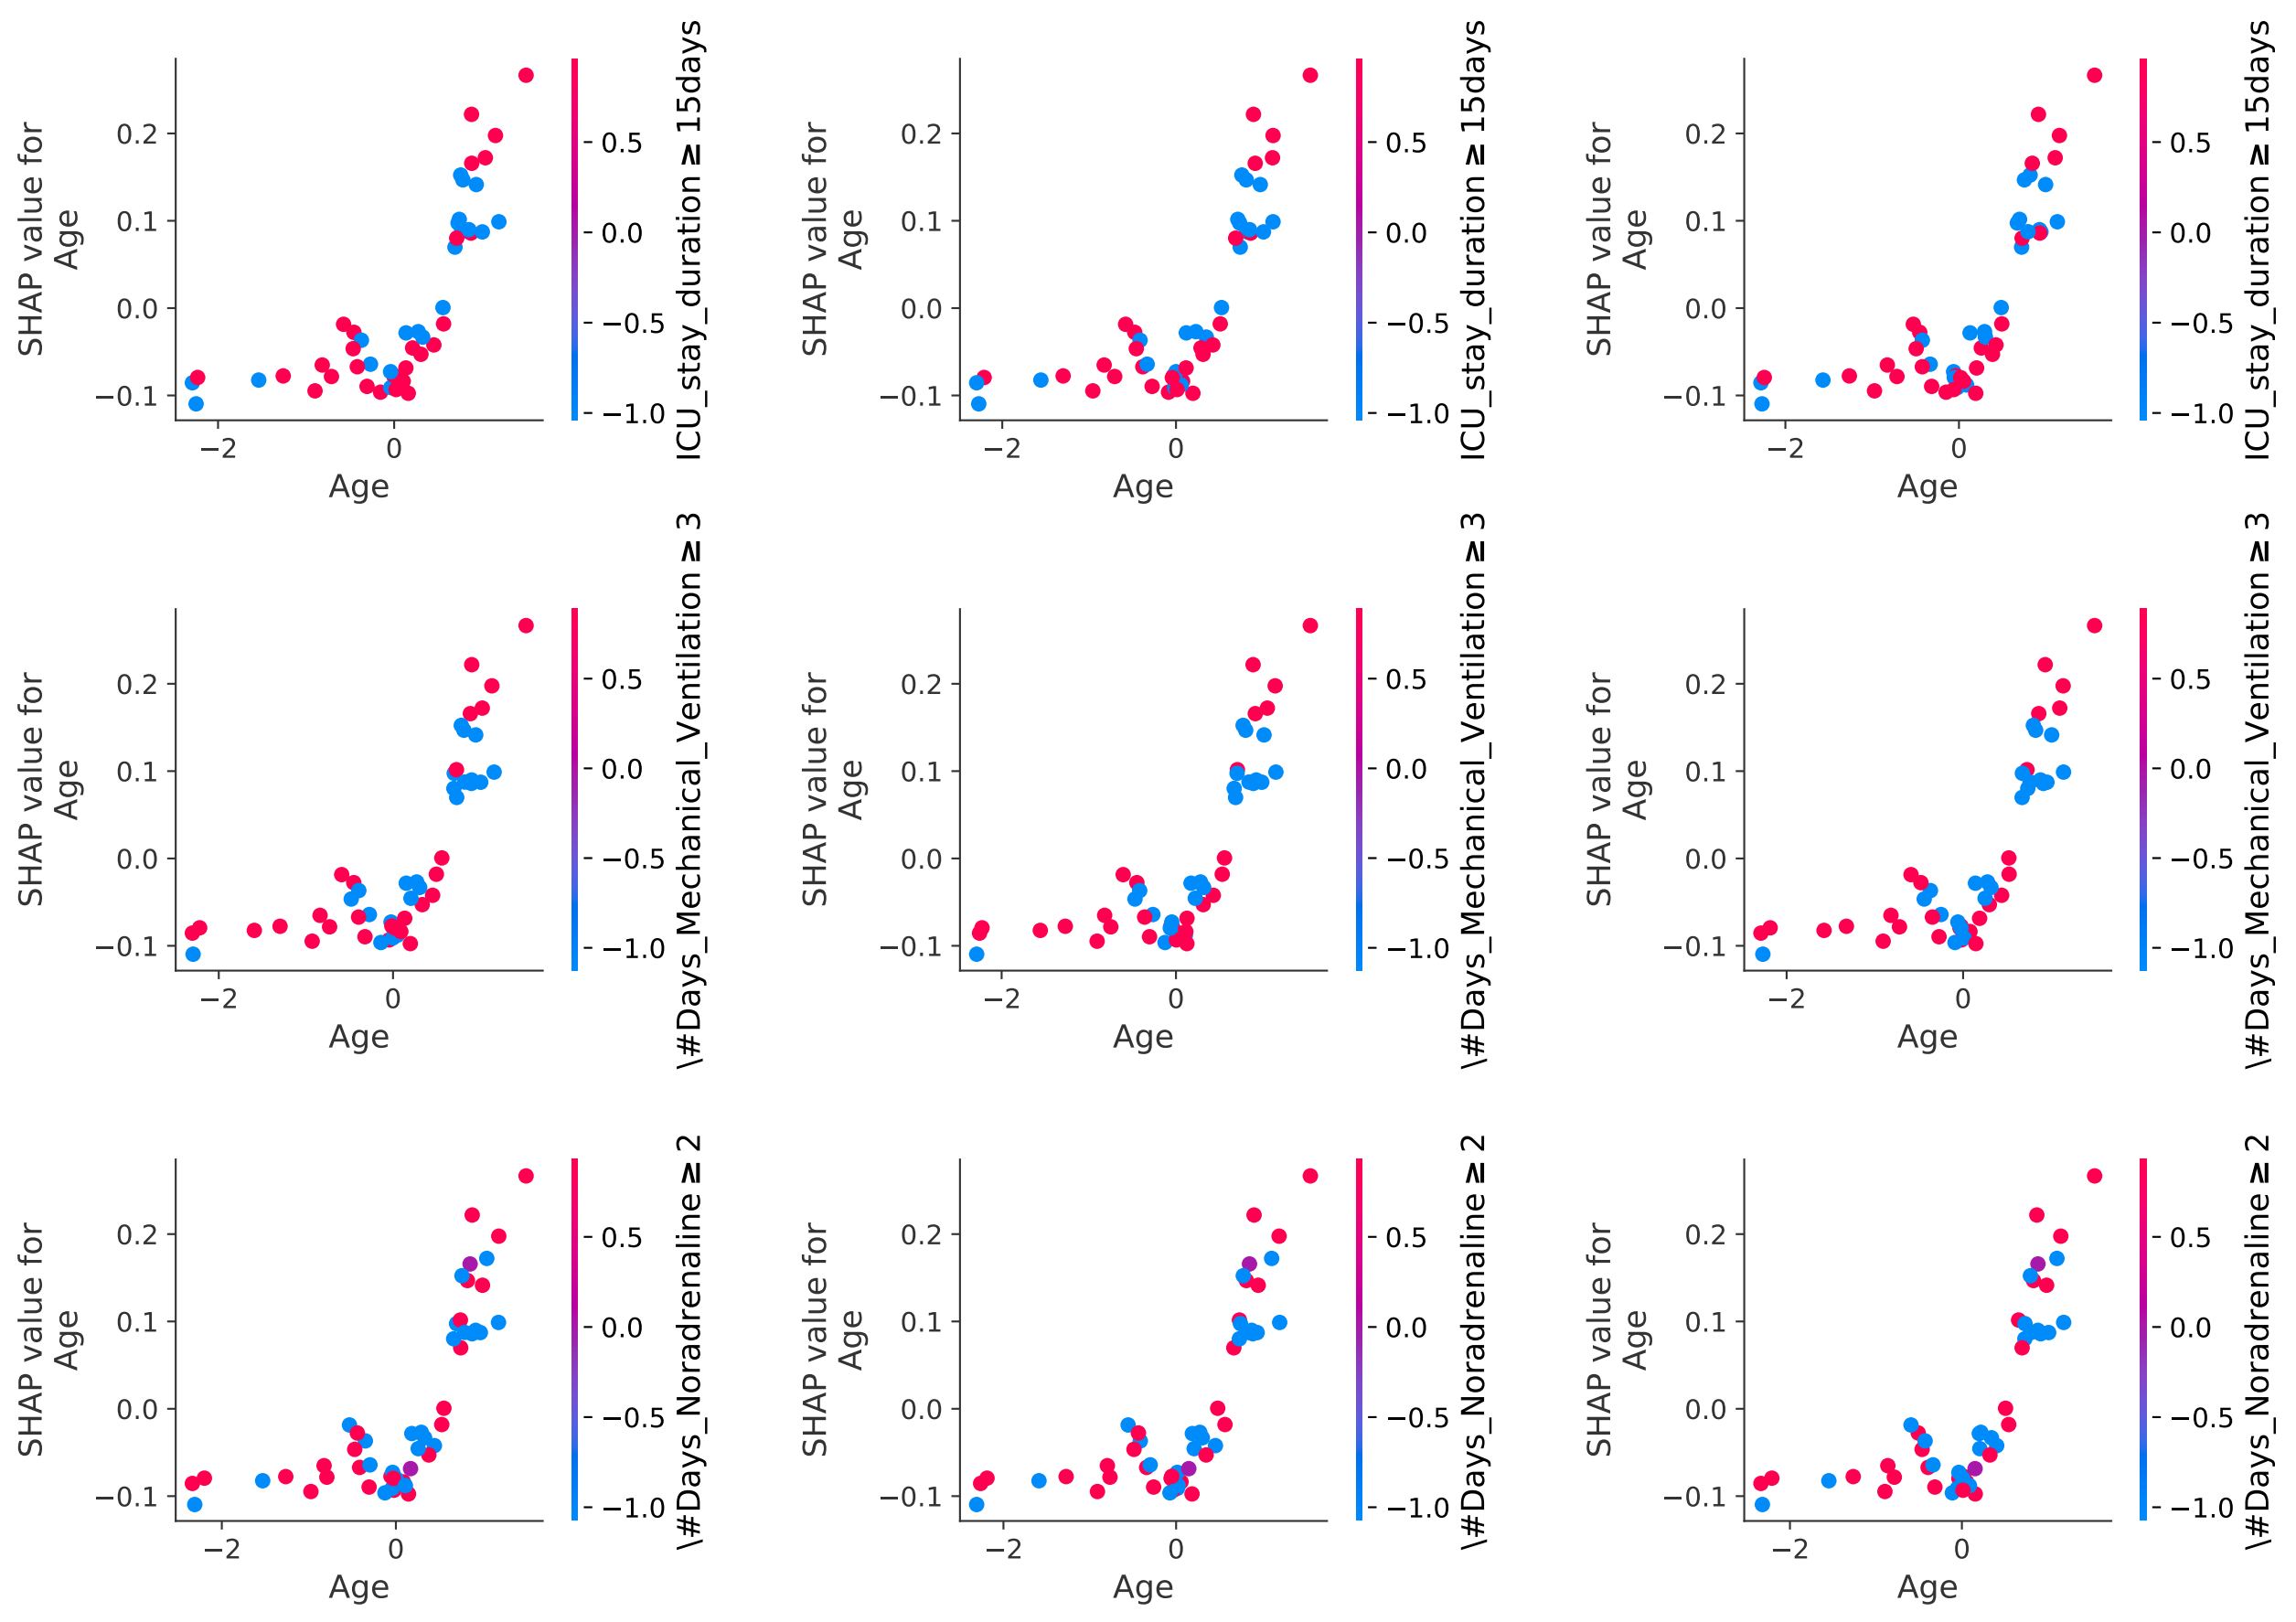 SHAP value for
Age
0.2
0.1
0.0
−0.1
−2
0
Age
0.5
0.0
−0.5
−1.0
ICU_stay_duration ≥ 15days
SHAP value for
Age
0.2
0.1
0.0
−0.1
−2
0
Age
0.5
0.0
−0.5
−1.0
ICU_stay_duration ≥ 15days
SHAP value for
Age
0.2
0.1
0.0
−0.1
−2
0
Age
0.5
0.0
−0.5
−1.0
ICU_stay_duration ≥ 15days
SHAP value for
Age
0.2
0.1
0.0
−0.1
−2
0
Age
0.5
0.0
−0.5
−1.0
\#Days_Mechanical_Ventilation ≥ 3
SHAP value for
Age
0.2
0.1
0.0
−0.1
−2
0
Age
0.5
0.0
−0.5
−1.0
\#Days_Mechanical_Ventilation ≥ 3
SHAP value for
Age
0.2
0.1
0.0
−0.1
−2
0
Age
0.5
0.0
−0.5
−1.0
\#Days_Mechanical_Ventilation ≥ 3
SHAP value for
Age
0.2
0.1
0.0
−0.1
−2
0
Age
0.5
0.0
−0.5
−1.0
\#Days_Noradrenaline ≥ 2
SHAP value for
Age
0.2
0.1
0.0
−0.1
−2
0
Age
0.5
0.0
−0.5
−1.0
\#Days_Noradrenaline ≥ 2
SHAP value for
Age
0.2
0.1
0.0
−0.1
−2
0
Age
0.5
0.0
−0.5
−1.0
\#Days_Noradrenaline ≥ 2